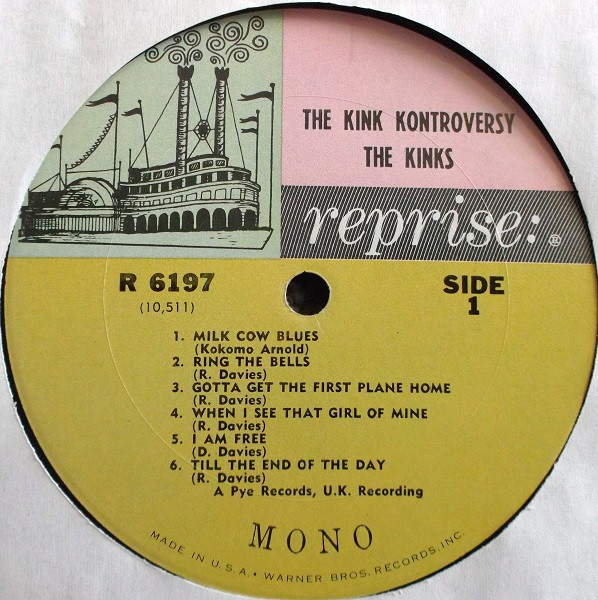 THE KINK KONTROVERSY
THE KINKS
reprise: ®
R 6197
(10,511)
SIDE
1
1. MILK COW BLUES
(Kokomo Arnold)
2. RING THE BELLS
(R. Davies)
3. GOTTA GET THE FIRST PLANE HOME
(R. Davies)
4. WHEN I SEE THAT GIRL OF MINE
(R. Davies)
5. I AM FREE
(D. Davies)
6. TILL THE END OF THE DAY
(R. Davies)
A Pye Records, U.K. Recording
MONO
MADE IN U.S.A. • WARNER BROS. RECORDS, INC.